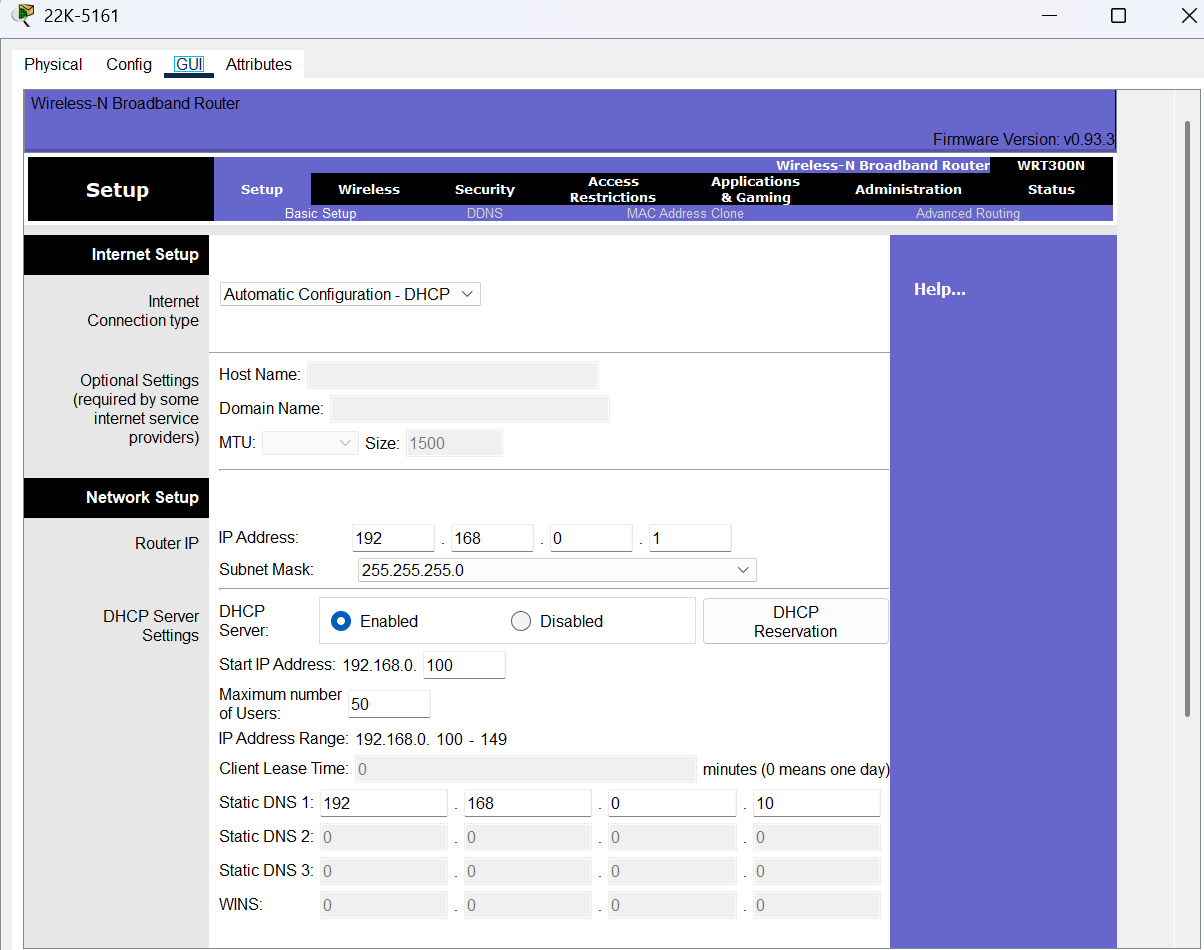 22K-5161
Physical Config GUI Attributes
Wireless-N Broadband Router
Firmware Version: v0.93.3
Wireless-N Broadband Router WRT300N
Setup
Setup Wireless Security Access Restrictions Applications & Gaming Administration Status
Basic Setup DDNS MAC Address Clone Advanced Routing
Internet Setup
Help...
Internet
Connection type
Automatic Configuration - DHCP
Optional Settings
(required by some
internet service
providers)
Host Name:
Domain Name:
MTU: Size: 1500
Network Setup
Router IP
IP Address: 192 . 168 . 0 . 1
Subnet Mask: 255.255.255.0
DHCP Server
Settings
DHCP
Server:
Enabled Disabled
DHCP
Reservation
Start IP Address: 192.168.0. 100
Maximum number
of Users:
50
IP Address Range: 192.168.0. 100 - 149
Client Lease Time: 0 minutes (0 means one day)
Static DNS 1: 192 . 168 . 0 . 10
Static DNS 2: 0 . 0 . 0 . 0
Static DNS 3: 0 . 0 . 0 . 0
WINS: 0 . 0 . 0 . 0